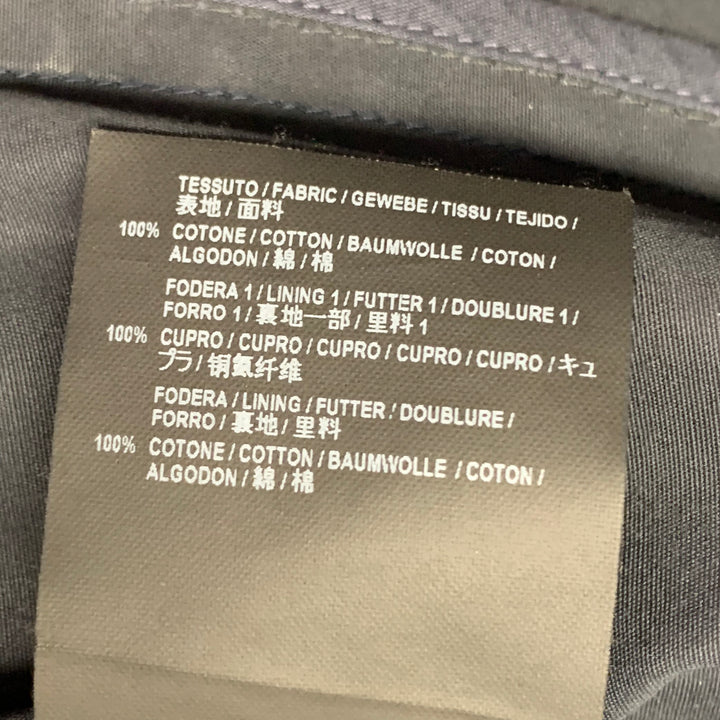 TESSUTO / FABRIC / GEWEBE / TISSU / TEJIDO /
表地 / 面料
100% COTONE / COTTON / BAUMWOLLE / COTON /
ALGODON / 綿 / 棉
FODERA 1 / LINING 1 / FUTTER 1 / DOUBLURE 1 /
FORRO 1 / 裏地一部 / 里料 1
100% CUPRO / CUPRO / CUPRO / CUPRO / CUPRO / キュ
プラ / 铜氨纤维
FODERA / LINING / FUTTER / DOUBLURE /
FORRO / 裏地 / 里料
100% COTONE / COTTON / BAUMWOLLE / COTON /
ALGODON / 綿 / 棉